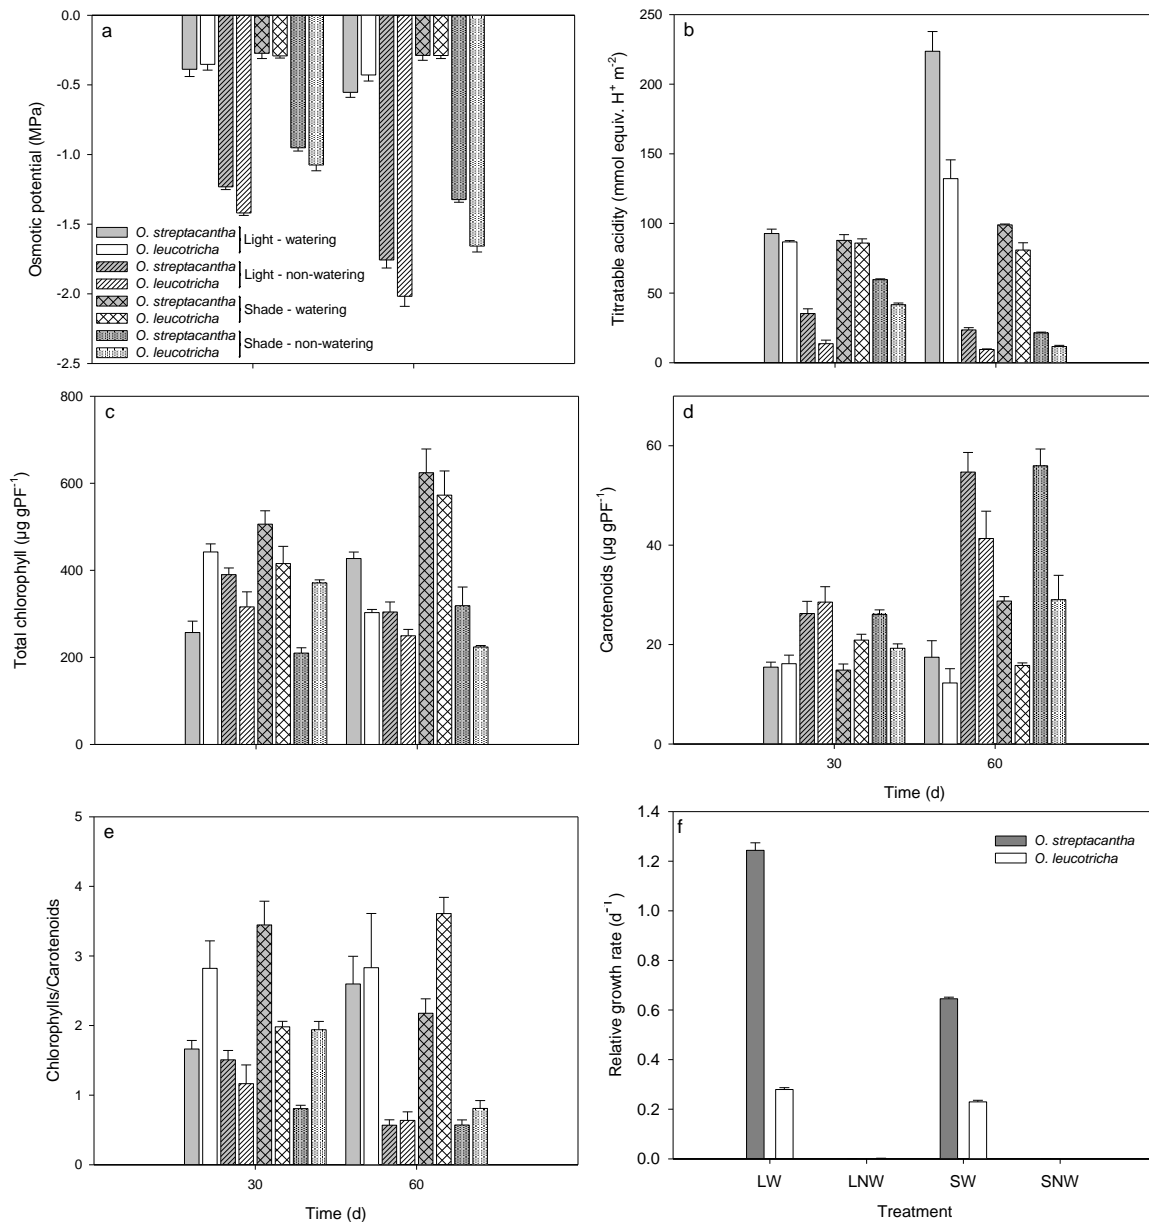 a
0.0
-0.5
-1.0
-1.5
-2.0
-2.5
Osmotic potential (MPa)
O. streptacantha
O. leucotricha
Light - watering
O. streptacantha
O. leucotricha
Light - non-watering
O. streptacantha
O. leucotricha
Shade - watering
O. streptacantha
O. leucotricha
Shade - non-watering
b
250
200
150
100
50
0
Titratable acidity (mmol equiv. H⁺ m⁻²)
c
800
600
400
200
0
Total chlorophyll (µg gPF⁻¹)
d
60
40
20
0
Carotenoids (µg gPF⁻¹)
30
60
Time (d)
e
5
4
3
2
1
0
Chlorophylls/Carotenoids
30
60
Time (d)
f
1.4
1.2
1.0
0.8
0.6
0.4
0.2
0.0
Relative growth rate (d⁻¹)
O. streptacantha
O. leucotricha
LW
LNW
SW
SNW
Treatment